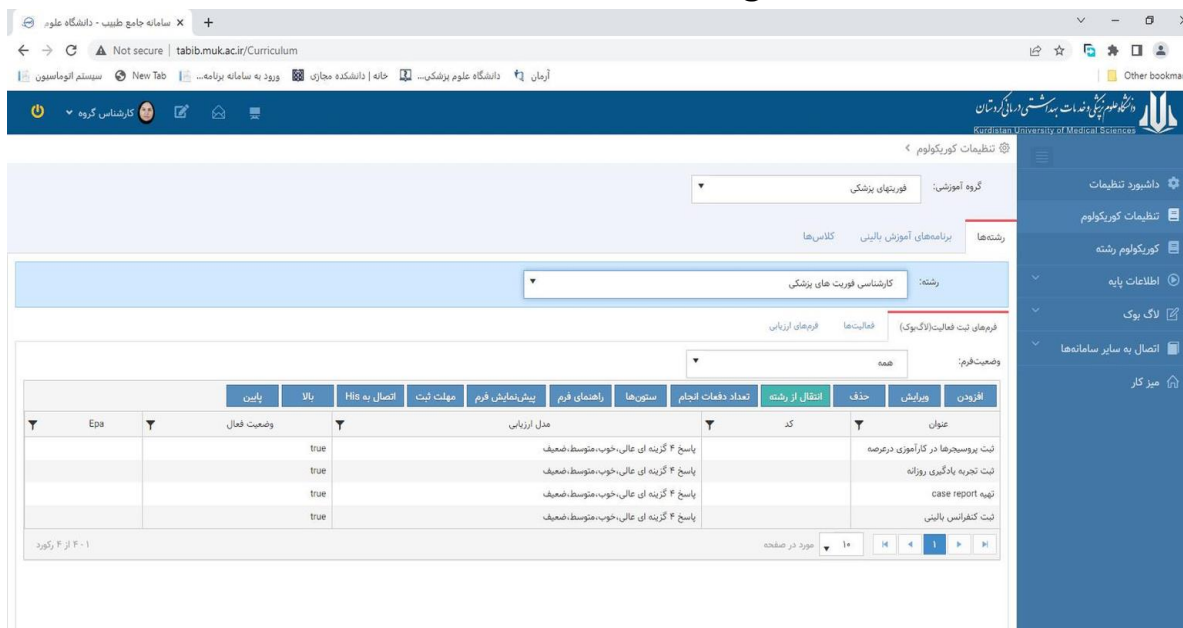 سامانه جامع طبیب - دانشگاه علوم
Not secure | tabib.muk.ac.ir/Curriculum
آرمان دانشگاه علوم پزشکی... خانه | دانشکده مجازی ورود به سامانه برنامه... New Tab سیستم اتوماسیون
Other bookma
دانشگاه علوم پزشکی و خدمات بهداشتی درمانی کردستان
Kurdistan University of Medical Sciences
کارشناس گروه
تنظیمات کوریکولوم
داشبورد تنظیمات
تنظیمات کوریکولوم
کوریکولوم رشته
اطلاعات پایه
لاگ بوک
اتصال به سایر سامانه‌ها
میز کار
گروه آموزشی: فوریتهای پزشکی
رشته‌ها برنامه‌های آموزش بالینی کلاس‌ها
رشته: کارشناسی فوریت های پزشکی
فرم‌های ثبت فعالیت(لاگ‌بوک) فعالیت‌ها فرم‌های ارزیابی
وضعیت‌فرم: همه
افزودن ویرایش حذف انتقال از رشته تعداد دفعات انجام ستون‌ها راهنمای فرم پیش‌نمایش فرم مهلت ثبت اتصال به His بالا پایین
عنوان کد مدل ارزیابی وضعیت فعال Epa
ثبت پروسیجرها در کارآموزی درعرصه پاسخ ۴ گزینه ای عالی،خوب،متوسط،ضعیف true
ثبت تجربه یادگیری روزانه پاسخ ۴ گزینه ای عالی،خوب،متوسط،ضعیف true
تهیه case report پاسخ ۴ گزینه ای عالی،خوب،متوسط،ضعیف true
ثبت کنفرانس بالینی پاسخ ۴ گزینه ای عالی،خوب،متوسط،ضعیف true
۱ ۱۰ مورد در صفحه ۱ - ۴ از ۴ رکورد